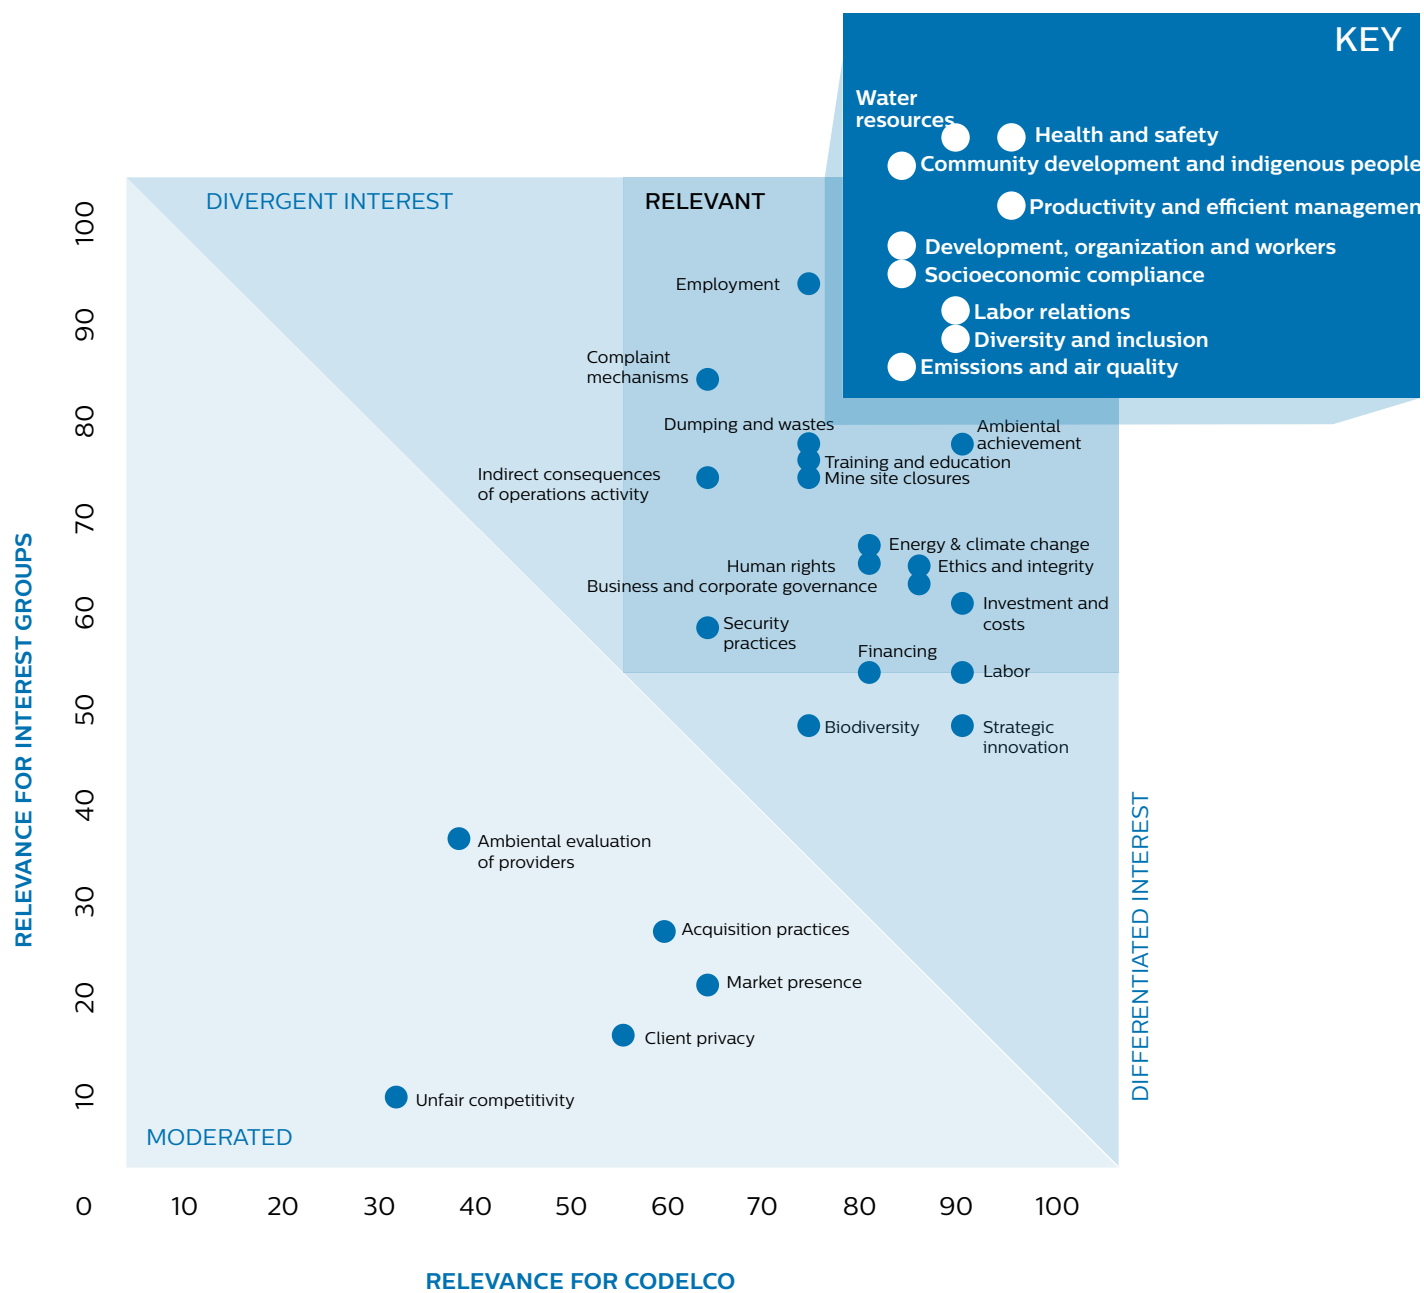 KEY
Water
resources
Health and safety
Community development and indigenous people
Productivity and efficient managemen
Development, organization and workers
Socioeconomic compliance
Labor relations
Diversity and inclusion
Emissions and air quality
DIVERGENT INTEREST
RELEVANT
Employment
Complaint
mechanisms
Dumping and wastes
Ambiental
achievement
Training and education
Indirect consequences
of operations activity
Mine site closures
Energy & climate change
Human rights
Ethics and integrity
Business and corporate governance
Investment and
costs
Security
practices
Financing
Labor
Biodiversity
Strategic
innovation
Ambiental evaluation
of providers
Acquisition practices
Market presence
Client privacy
Unfair competitivity
MODERATED
DIFFERENTIATED INTEREST
RELEVANCE FOR INTEREST GROUPS
100
90
80
70
60
50
40
30
20
10
0 10 20 30 40 50 60 70 80 90 100
RELEVANCE FOR CODELCO